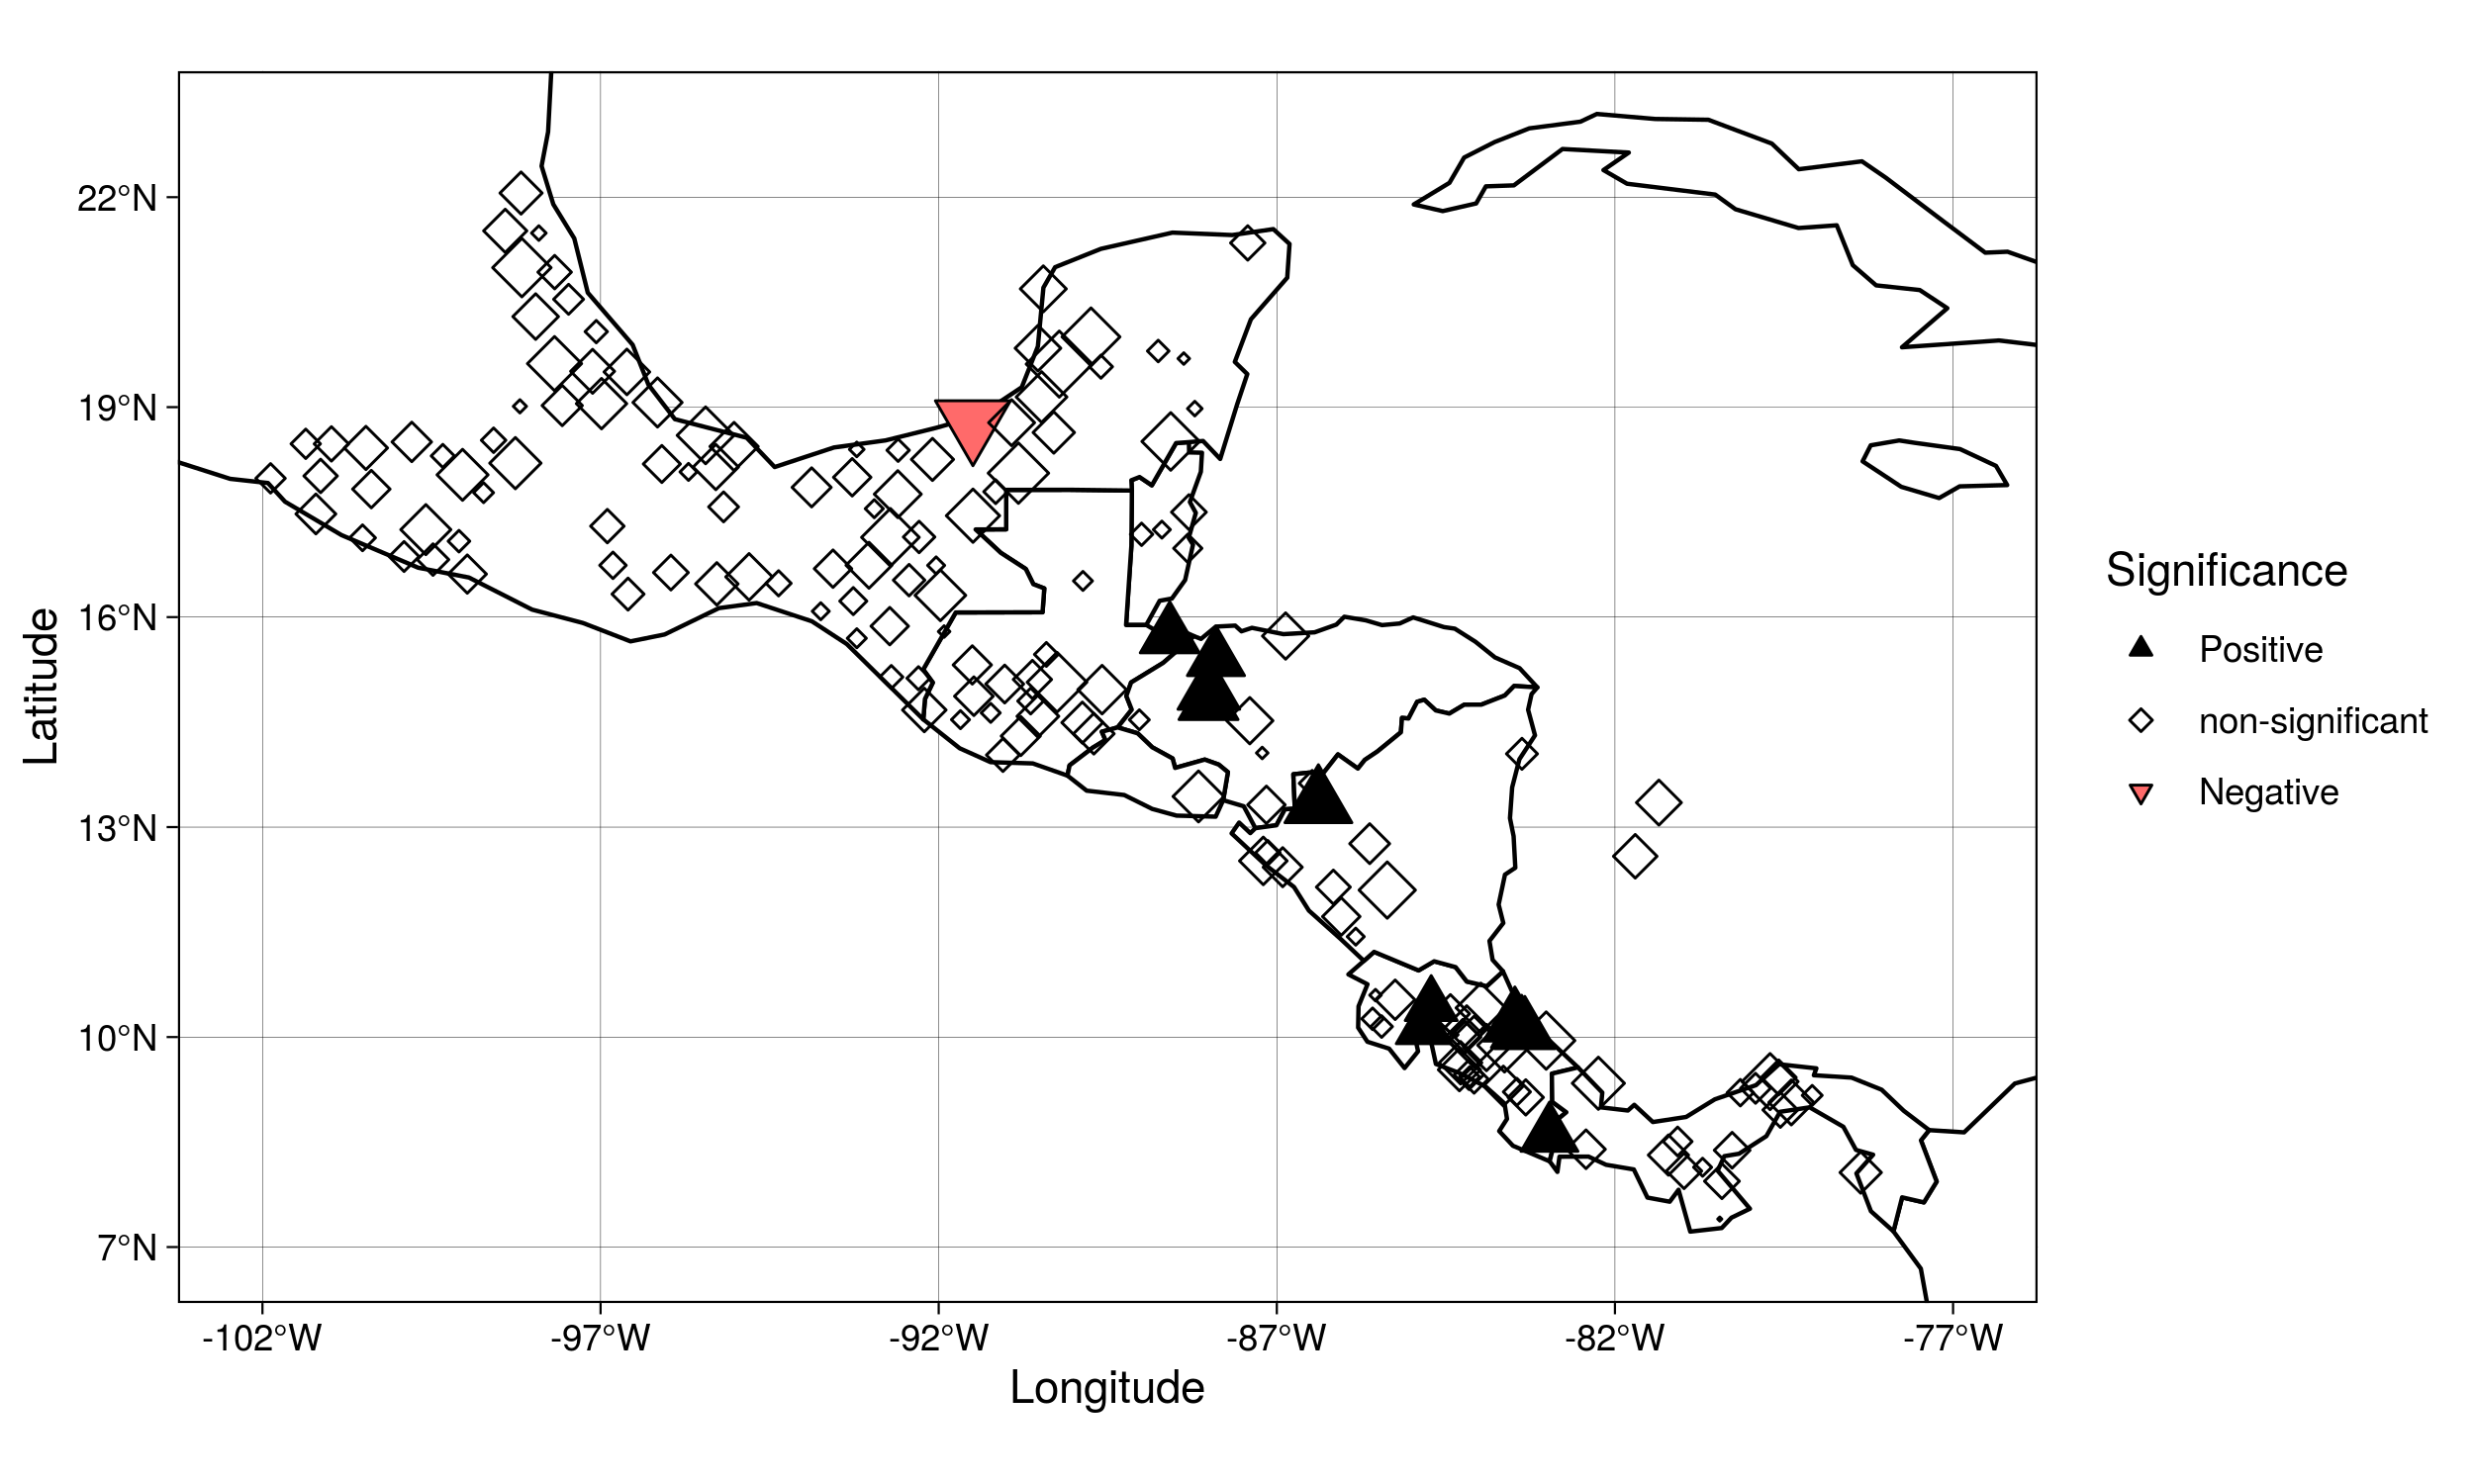 22°N
19°N
16°N
13°N
10°N
7°N
Latitude
-102°W
-97°W
-92°W
-87°W
-82°W
-77°W
Longitude
Significance
Positive
non-significant
Negative